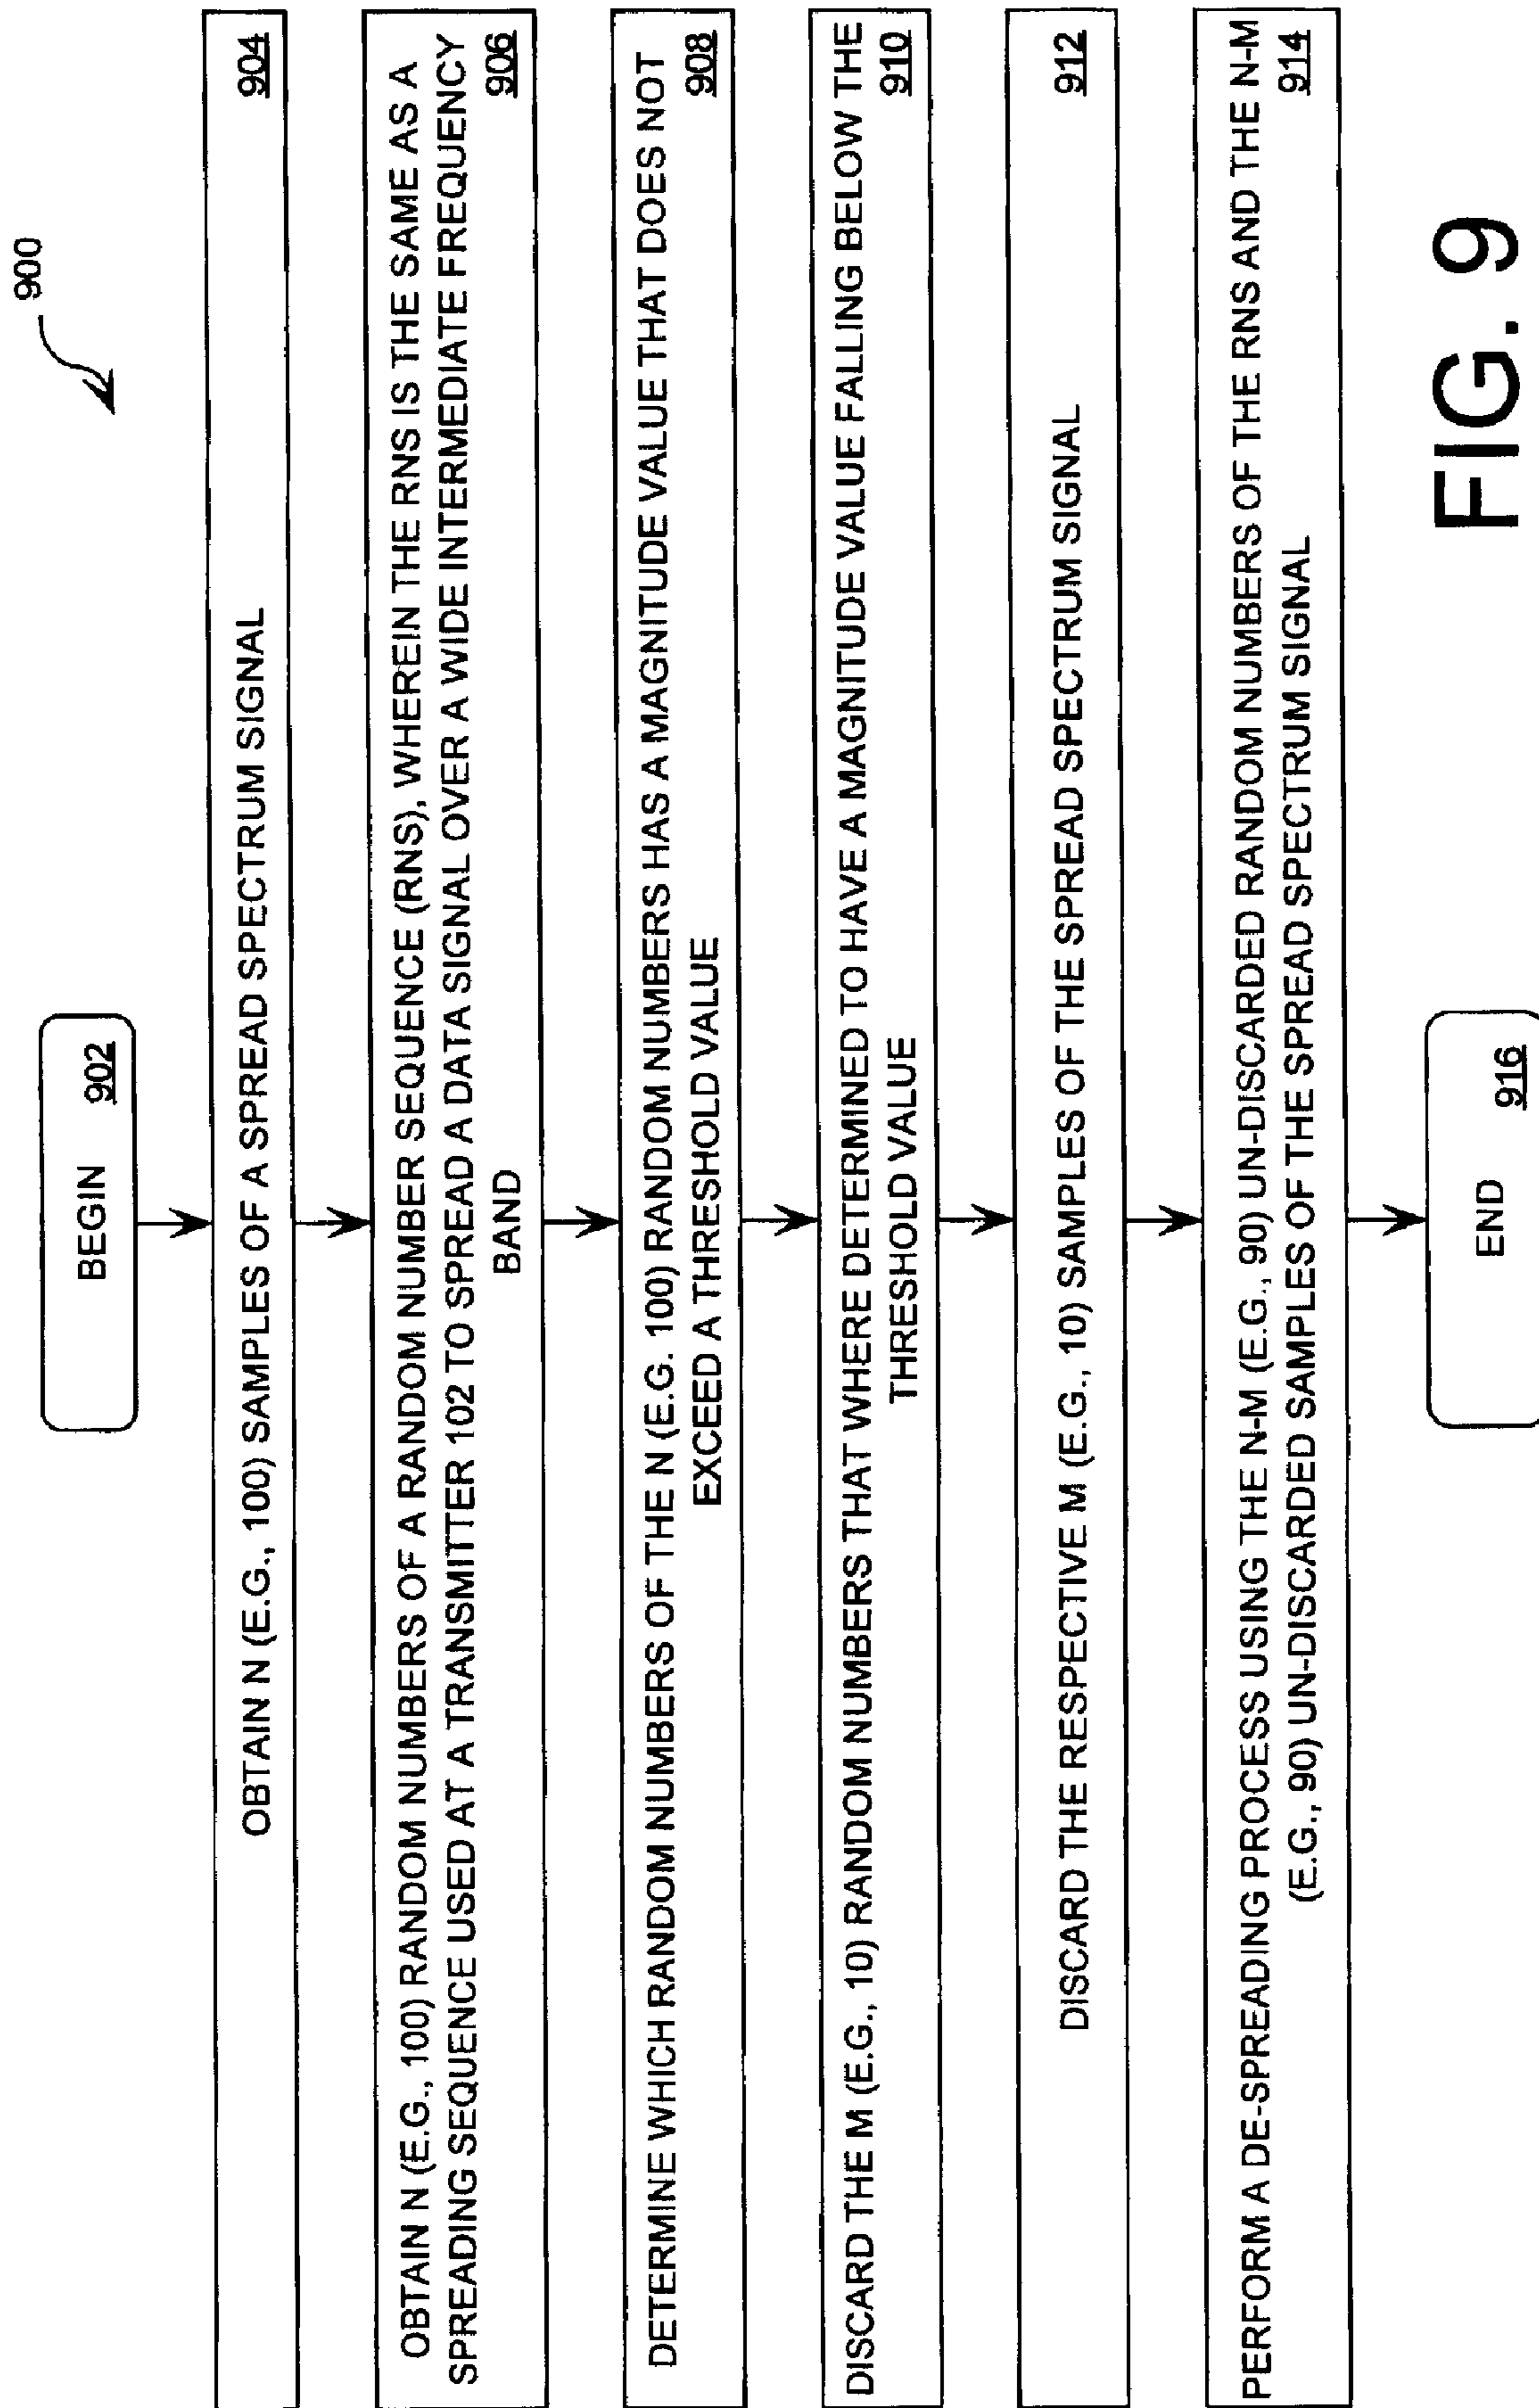 900
BEGIN
902
OBTAIN N (E.G., 100) SAMPLES OF A SPREAD SPECTRUM SIGNAL
904
OBTAIN N (E.G., 100) RANDOM NUMBERS OF A RANDOM NUMBER SEQUENCE (RNS), WHEREIN THE RNS IS THE SAME AS A
SPREADING SEQUENCE USED AT A TRANSMITTER 102 TO SPREAD A DATA SIGNAL OVER A WIDE INTERMEDIATE FREQUENCY
BAND
906
DETERMINE WHICH RANDOM NUMBERS OF THE N (E.G. 100) RANDOM NUMBERS HAS A MAGNITUDE VALUE THAT DOES NOT
EXCEED A THRESHOLD VALUE
908
DISCARD THE M (E.G., 10) RANDOM NUMBERS THAT WHERE DETERMINED TO HAVE A MAGNITUDE VALUE FALLING BELOW THE
THRESHOLD VALUE
910
DISCARD THE RESPECTIVE M (E.G., 10) SAMPLES OF THE SPREAD SPECTRUM SIGNAL
912
PERFORM A DE-SPREADING PROCESS USING THE N-M (E.G., 90) UN-DISCARDED RANDOM NUMBERS OF THE RNS AND THE N-M
(E.G., 90) UN-DISCARDED SAMPLES OF THE SPREAD SPECTRUM SIGNAL
914
END
916
FIG. 9